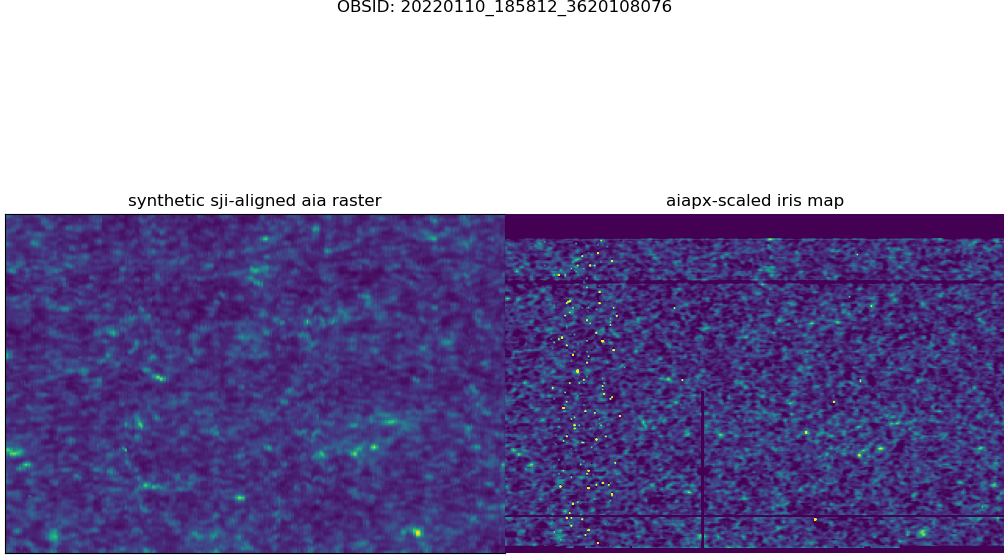 OBSID: 20220110_185812_3620108076
synthetic sji-aligned aia raster
aiapx-scaled iris map